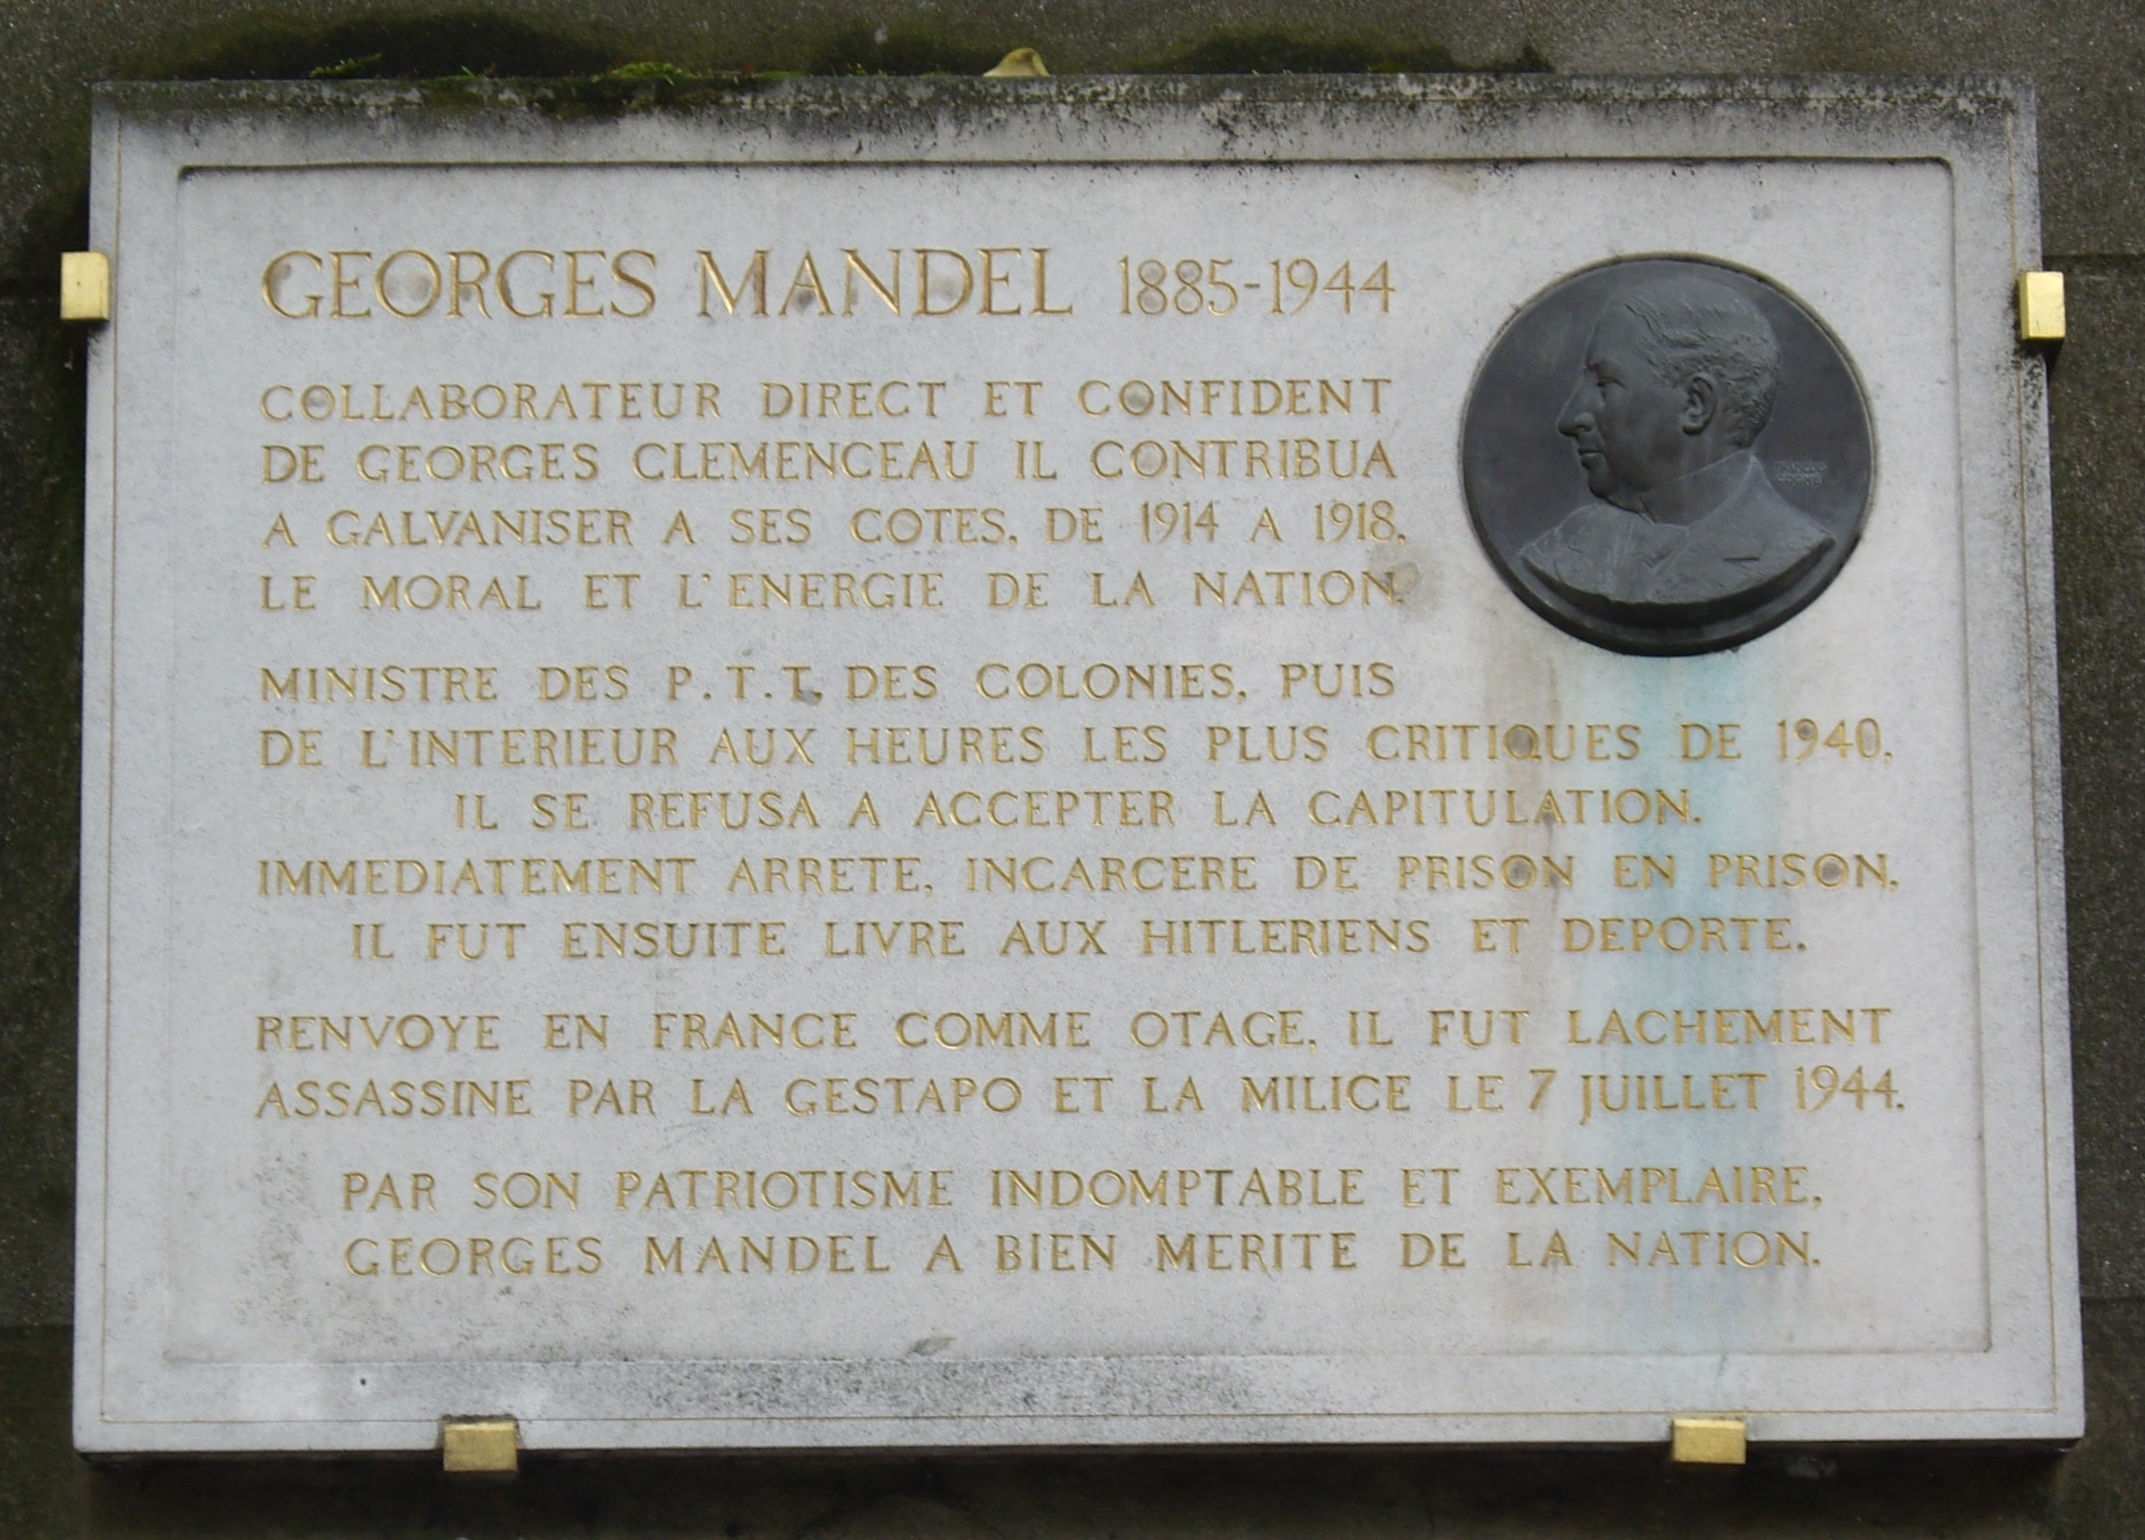 GEORGES MANDEL 1885-1944
COLLABORATEUR DIRECT ET CONFIDENT
DE GEORGES CLEMENCEAU IL CONTRIBUA
A GALVANISER A SES COTES, DE 1914 A 1918,
LE MORAL ET L'ENERGIE DE LA NATION.
MINISTRE DES P.T.T, DES COLONIES, PUIS
DE L'INTERIEUR AUX HEURES LES PLUS CRITIQUES DE 1940,
IL SE REFUSA A ACCEPTER LA CAPITULATION.
IMMEDIATEMENT ARRETE, INCARCERE DE PRISON EN PRISON,
IL FUT ENSUITE LIVRE AUX HITLERIENS ET DEPORTE.
RENVOYE EN FRANCE COMME OTAGE, IL FUT LACHEMENT
ASSASSINE PAR LA GESTAPO ET LA MILICE LE 7 JUILLET 1944.
PAR SON PATRIOTISME INDOMPTABLE ET EXEMPLAIRE,
GEORGES MANDEL A BIEN MERITE DE LA NATION.